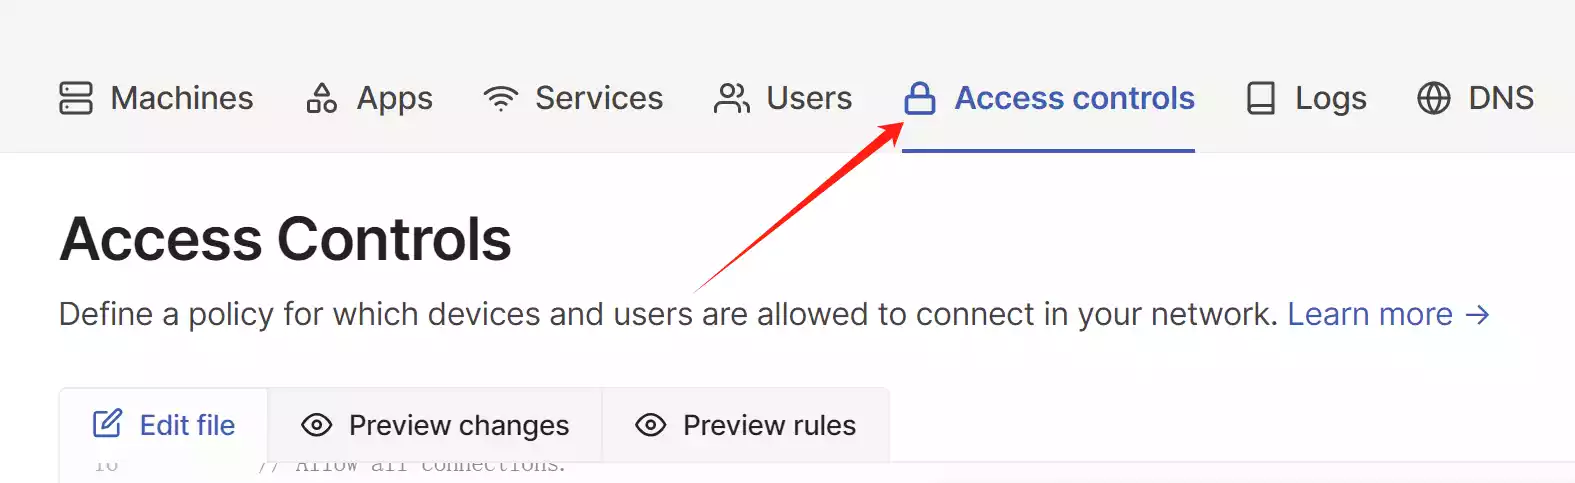 Machines Apps Services Users Access controls Logs DNS
Access Controls
Define a policy for which devices and users are allowed to connect in your network. Learn more →
Edit file Preview changes Preview rules
16 // Allow all connections.